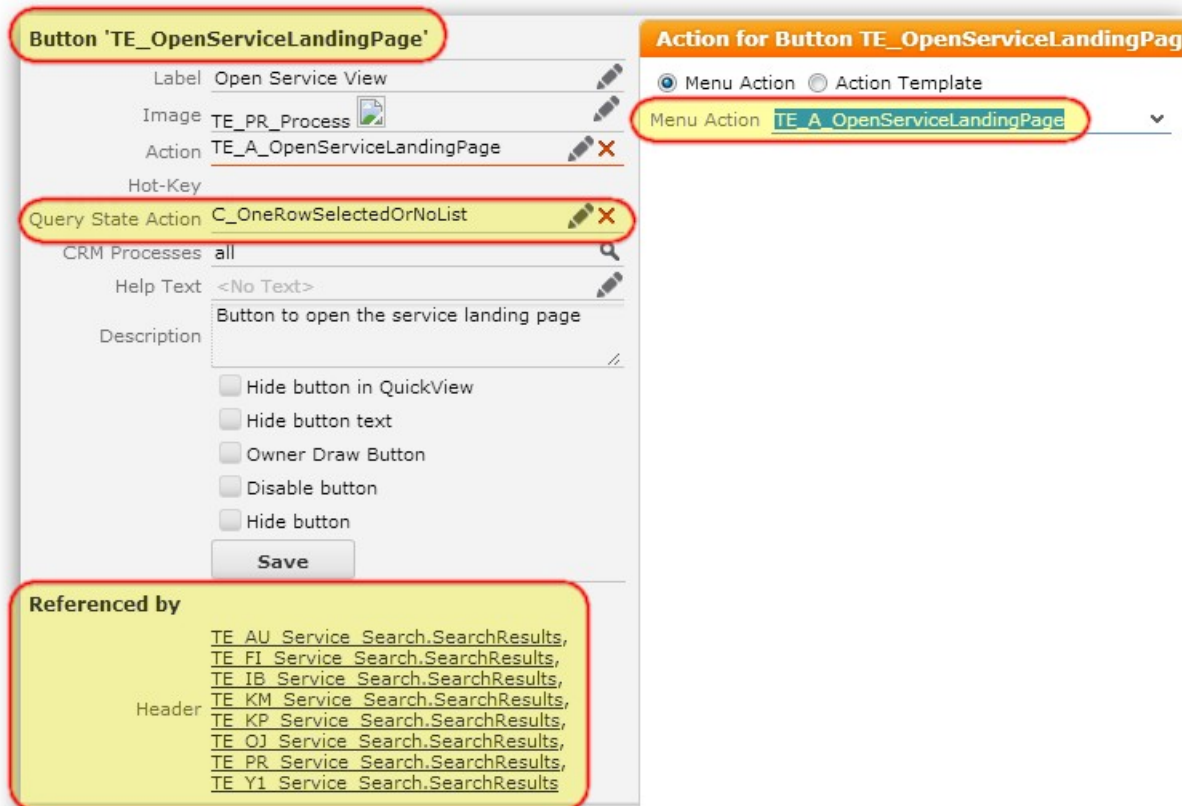 Button 'TE_OpenServiceLandingPage'
Label Open Service View
Image TE_PR_Process
Action TE_A_OpenServiceLandingPage
Hot-Key
Query State Action C_OneRowSelectedOrNoList
CRM Processes all
Help Text <No Text>
Description Button to open the service landing page
Hide button in QuickView
Hide button text
Owner Draw Button
Disable button
Hide button
Save
Referenced by
Header
TE_AU_Service_Search.SearchResults,
TE_FI_Service_Search.SearchResults,
TE_IB_Service_Search.SearchResults,
TE_KM_Service_Search.SearchResults,
TE_KP_Service_Search.SearchResults,
TE_OJ_Service_Search.SearchResults,
TE_PR_Service_Search.SearchResults,
TE_Y1_Service_Search.SearchResults
Action for Button TE_OpenServiceLandingPag
Menu Action Action Template
Menu Action TE_A_OpenServiceLandingPage